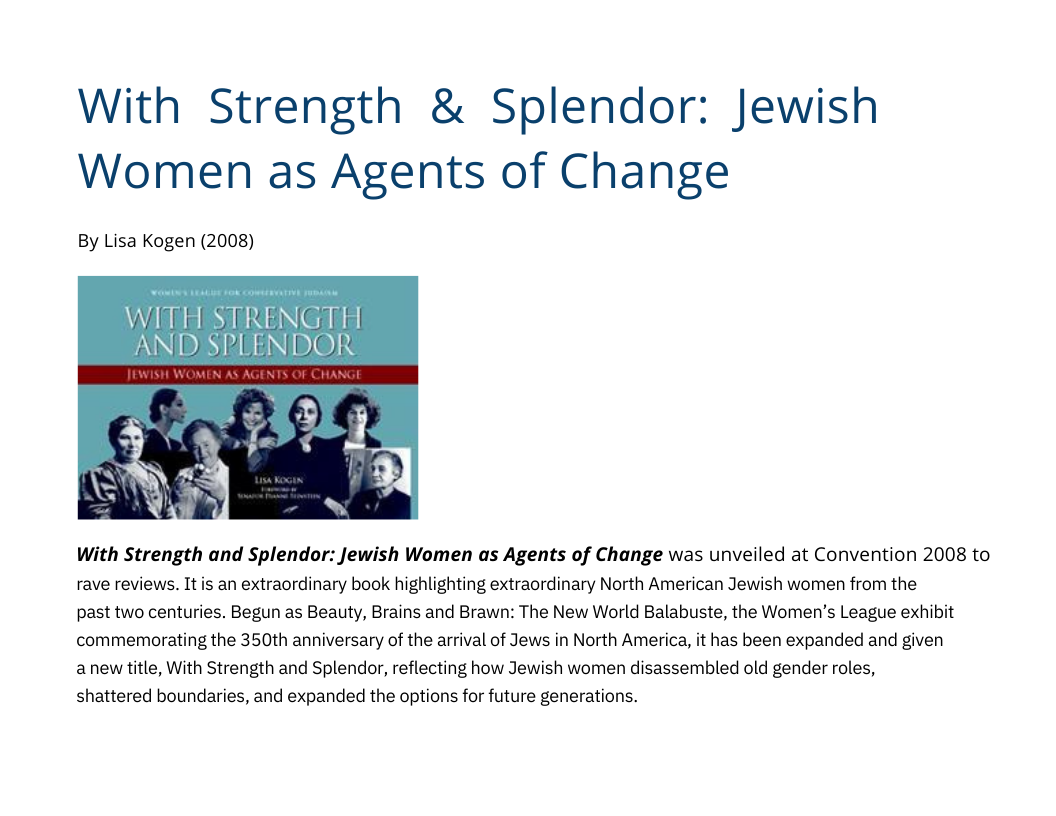 With Strength & Splendor: Jewish
Women as Agents of Change
By Lisa Kogen (2008)
WOMEN'S LEAGUE FOR CONSERVATIVE JUDAISM
WITH STRENGTH
AND SPLENDOR
JEWISH WOMEN AS AGENTS OF CHANGE
LISA KOGEN
FOREWORD BY
SENATOR DIANNE FEINSTEIN
With Strength and Splendor: Jewish Women as Agents of Change was unveiled at Convention 2008 to
rave reviews. It is an extraordinary book highlighting extraordinary North American Jewish women from the
past two centuries. Begun as Beauty, Brains and Brawn: The New World Balabuste, the Women’s League exhibit
commemorating the 350th anniversary of the arrival of Jews in North America, it has been expanded and given
a new title, With Strength and Splendor, reflecting how Jewish women disassembled old gender roles,
shattered boundaries, and expanded the options for future generations.